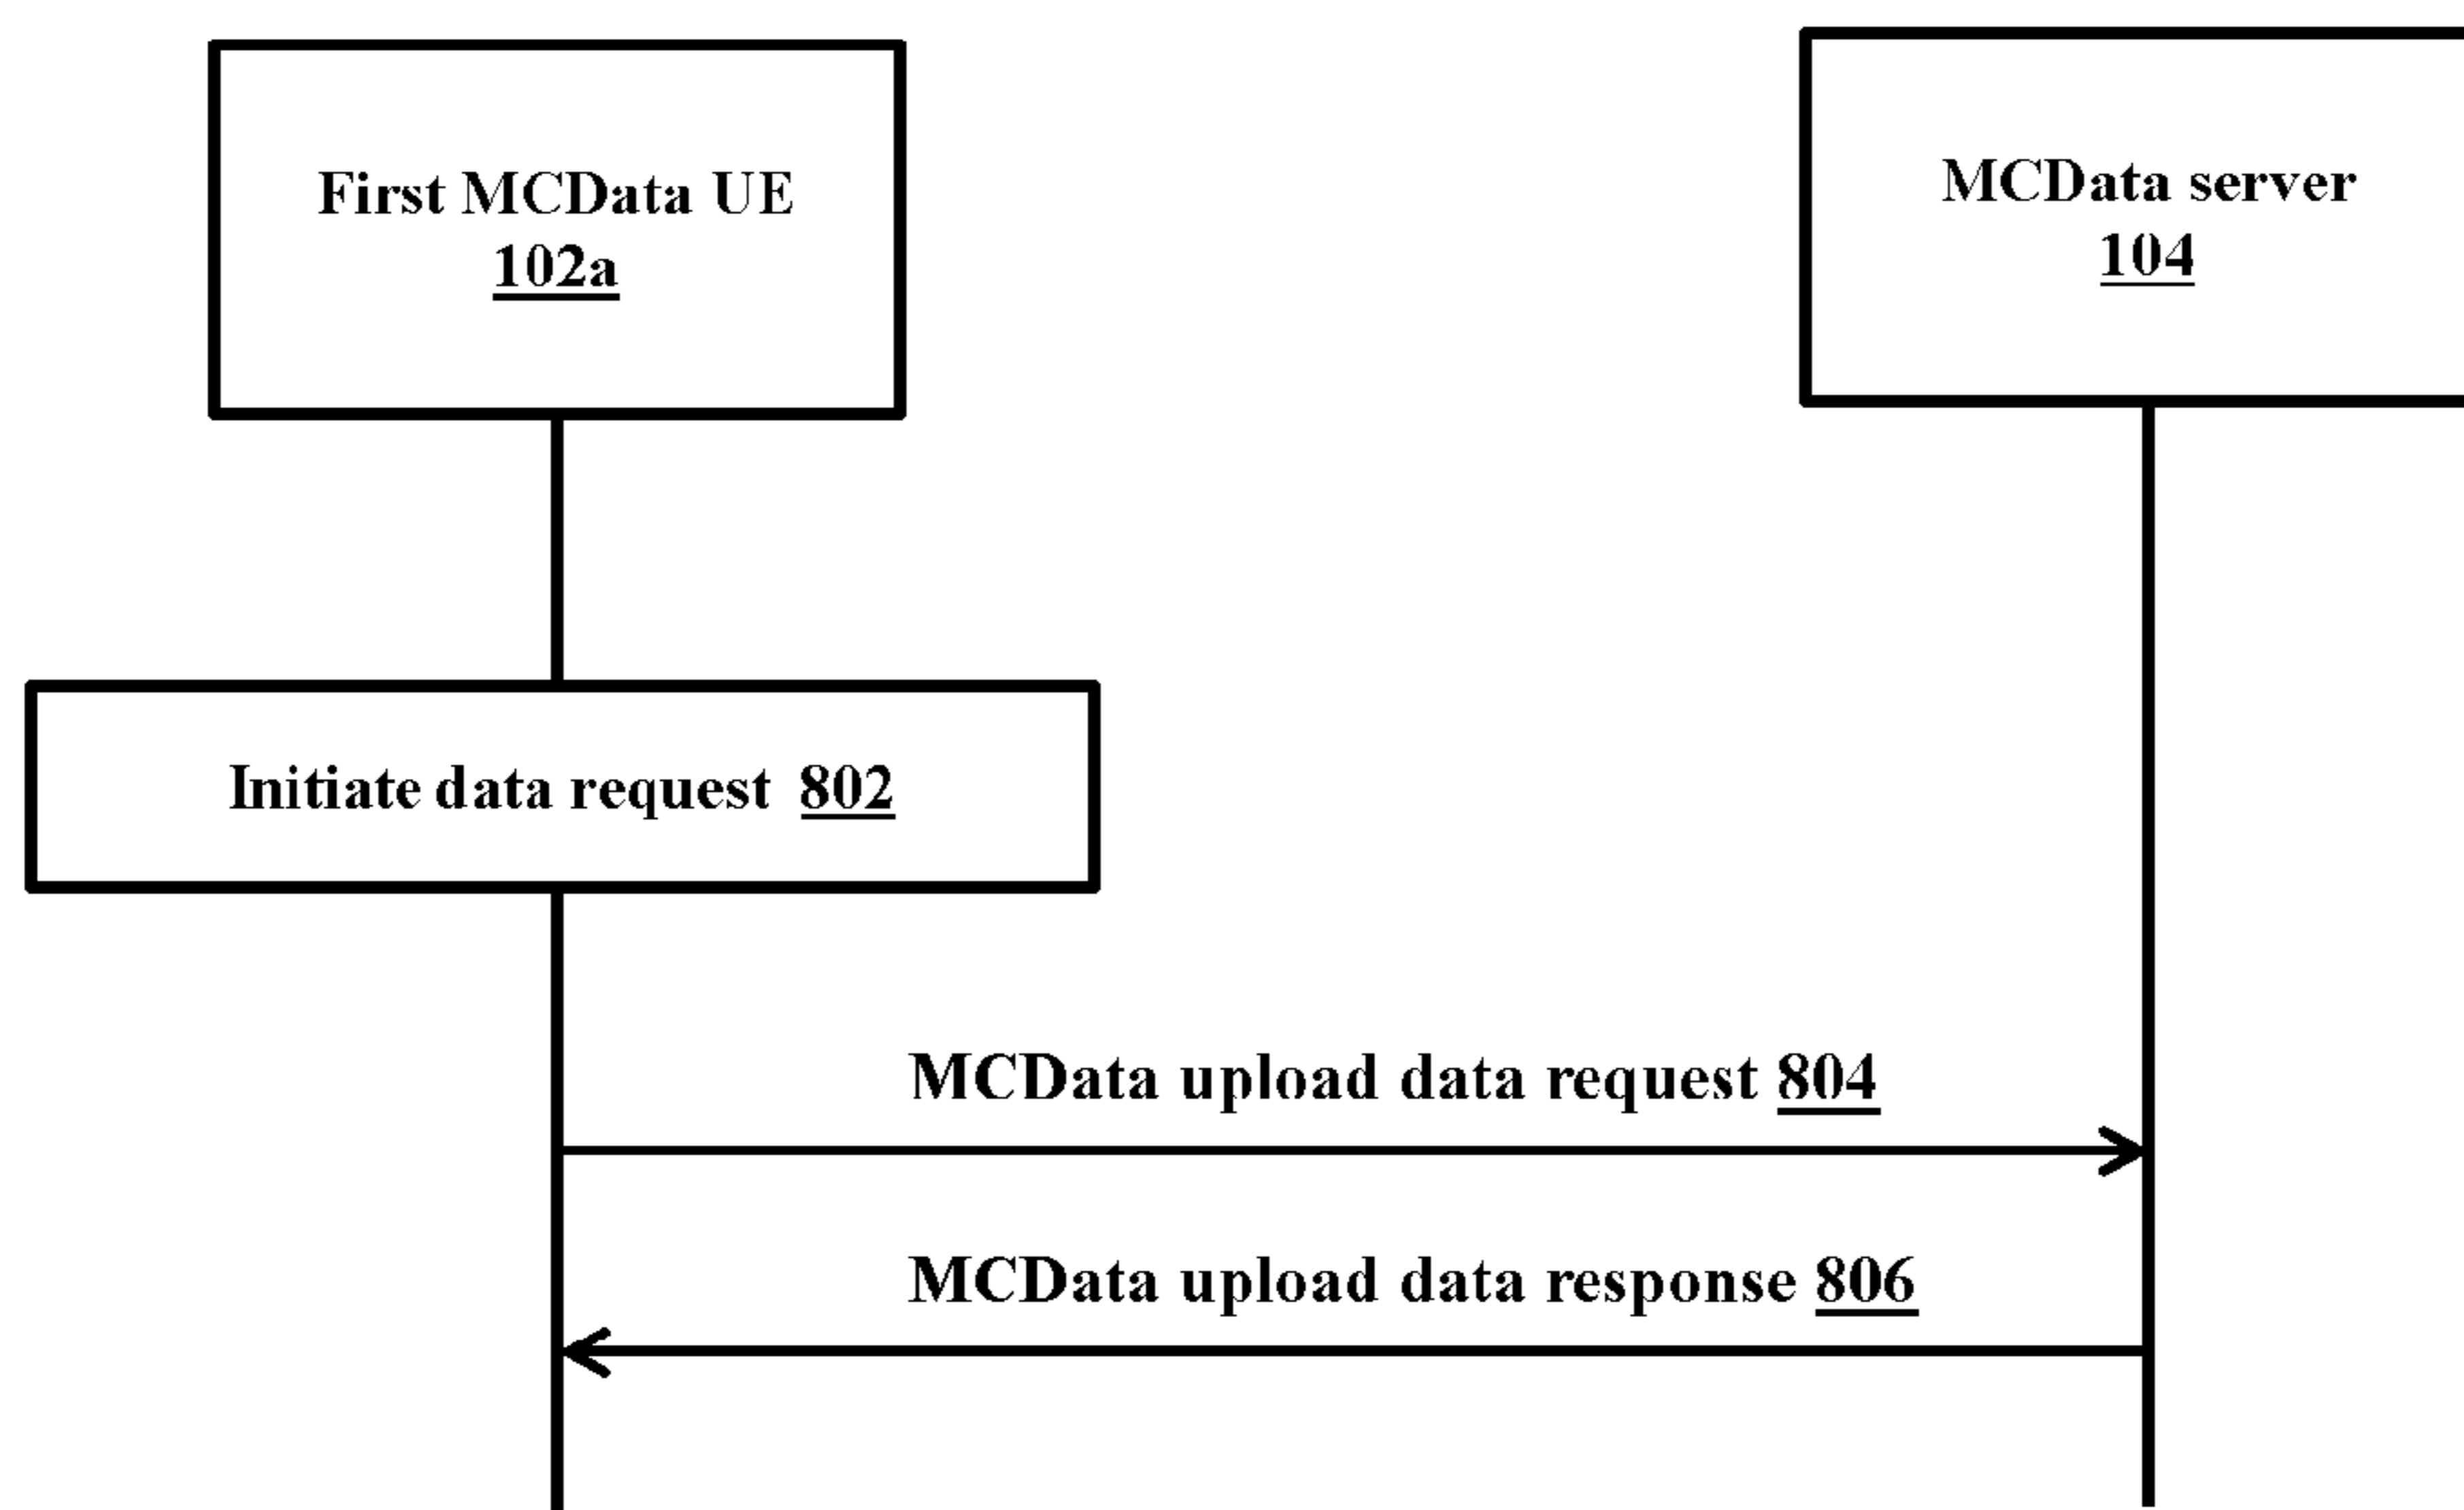 First MCData UE
102a
MCData server
104
Initiate data request 802
MCData upload data request 804
MCData upload data response 806